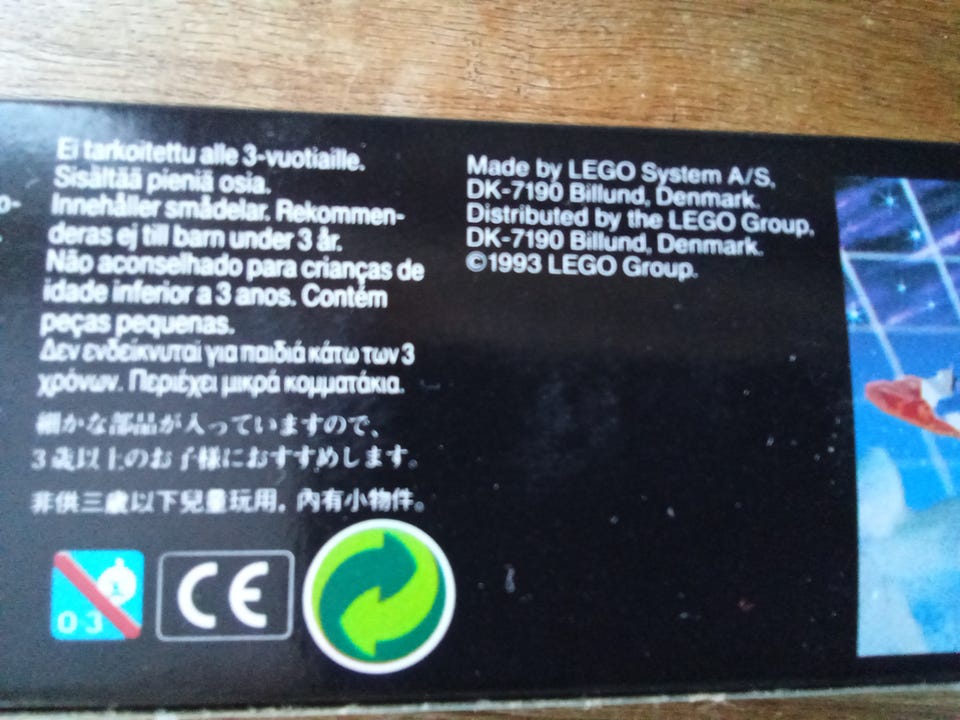 Ei tarkoitettu alle 3-vuotiaille.
Sisältää pieniä osia.
Innehåller smådelar. Rekommen-
deras ej till barn under 3 år.
Não aconselhado para crianças de
idade inferior a 3 anos. Contém
peças pequenas.
Δεν ενδείκνυται για παιδιά κάτω των 3
χρόνων. Περιέχει μικρά κομματάκια.
細かな部品が入っていますので、
3歳以上のお子様におすすめします。
非供三歲以下兒童玩用。內有小物件。
0 3
CE
Made by LEGO System A/S,
DK-7190 Billund, Denmark.
Distributed by the LEGO Group,
DK-7190 Billund, Denmark.
©1993 LEGO Group.